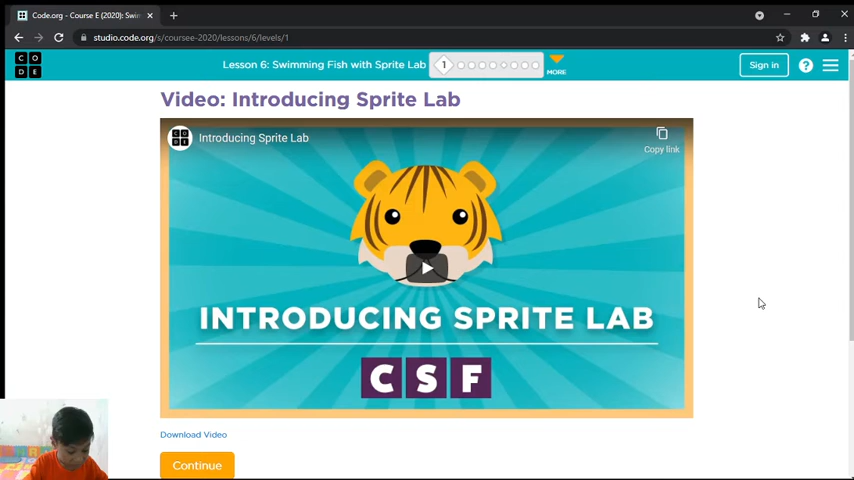 Code.org - Course E (2020): Swim
studio.code.org/s/coursee-2020/lessons/6/levels/1
C O
D E
Lesson 6: Swimming Fish with Sprite Lab
1
MORE
Sign in
?
Video: Introducing Sprite Lab
Introducing Sprite Lab
Copy link
INTRODUCING SPRITE LAB
C S F
Download Video
Continue